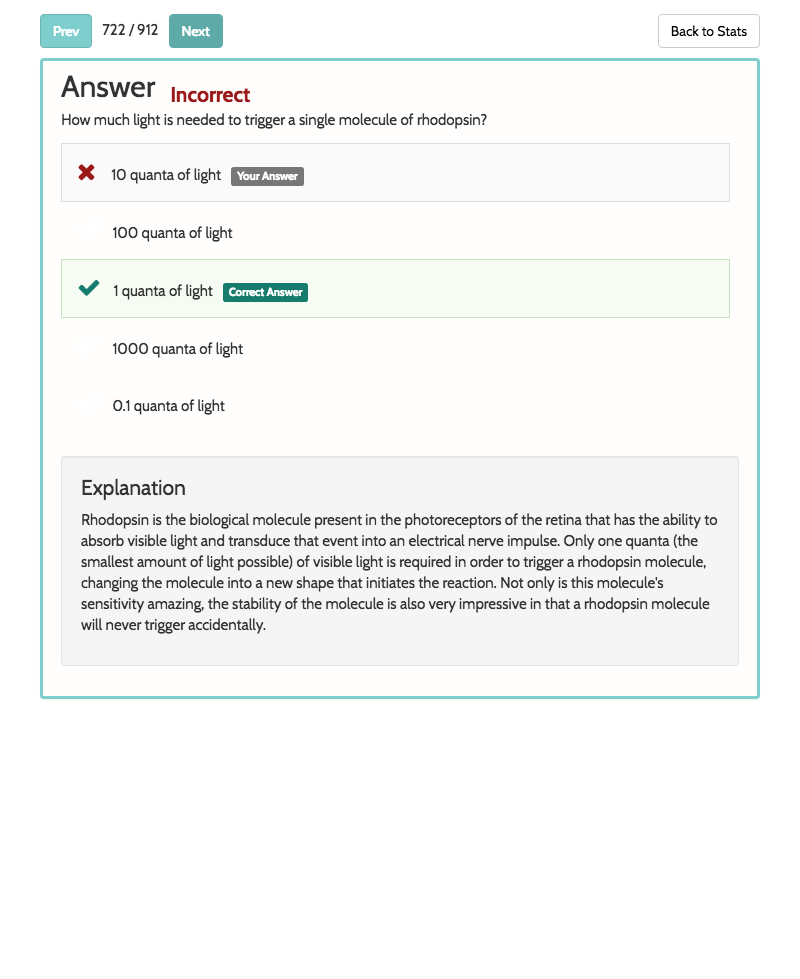 Prev 722 / 912 Next Back to Stats
Answer Incorrect
How much light is needed to trigger a single molecule of rhodopsin?
10 quanta of light Your Answer
100 quanta of light
1 quanta of light Correct Answer
1000 quanta of light
0.1 quanta of light
Explanation
Rhodopsin is the biological molecule present in the photoreceptors of the retina that has the ability to
absorb visible light and transduce that event into an electrical nerve impulse. Only one quanta (the
smallest amount of light possible) of visible light is required in order to trigger a rhodopsin molecule,
changing the molecule into a new shape that initiates the reaction. Not only is this molecule's
sensitivity amazing, the stability of the molecule is also very impressive in that a rhodopsin molecule
will never trigger accidentally.